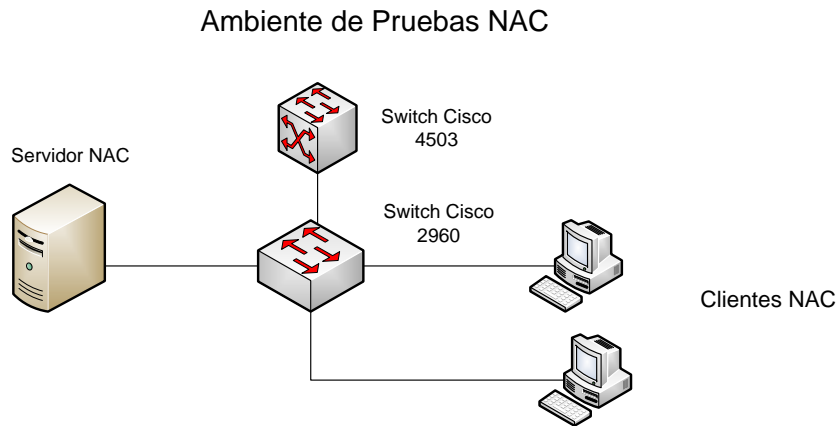 Ambiente de Pruebas NAC
Switch Cisco
4503
Servidor NAC
Switch Cisco
2960
Clientes NAC